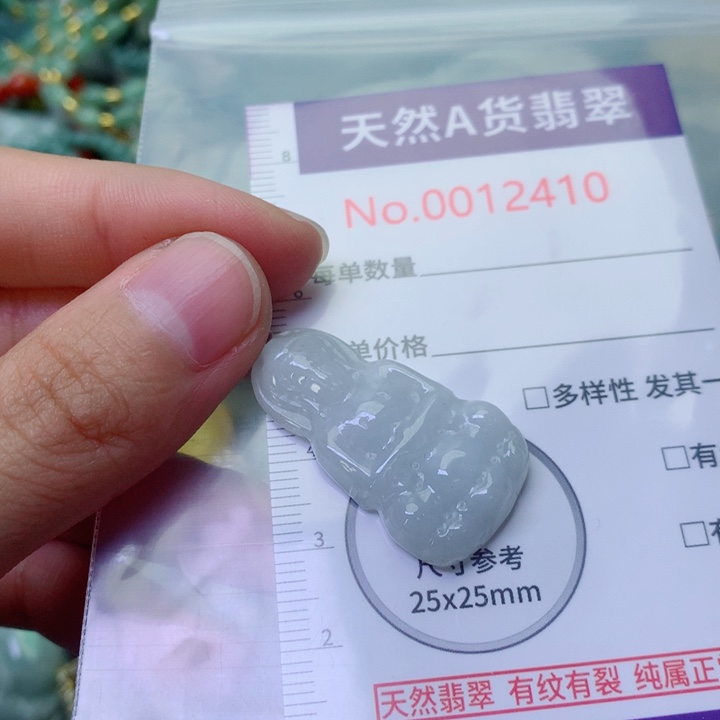 天然A货翡翠
8
No.0012410
每单数量
单价格
□多样性 发其一
□有
3
尺寸参考
25x25mm
2
天然翡翠 有纹有裂 纯属正